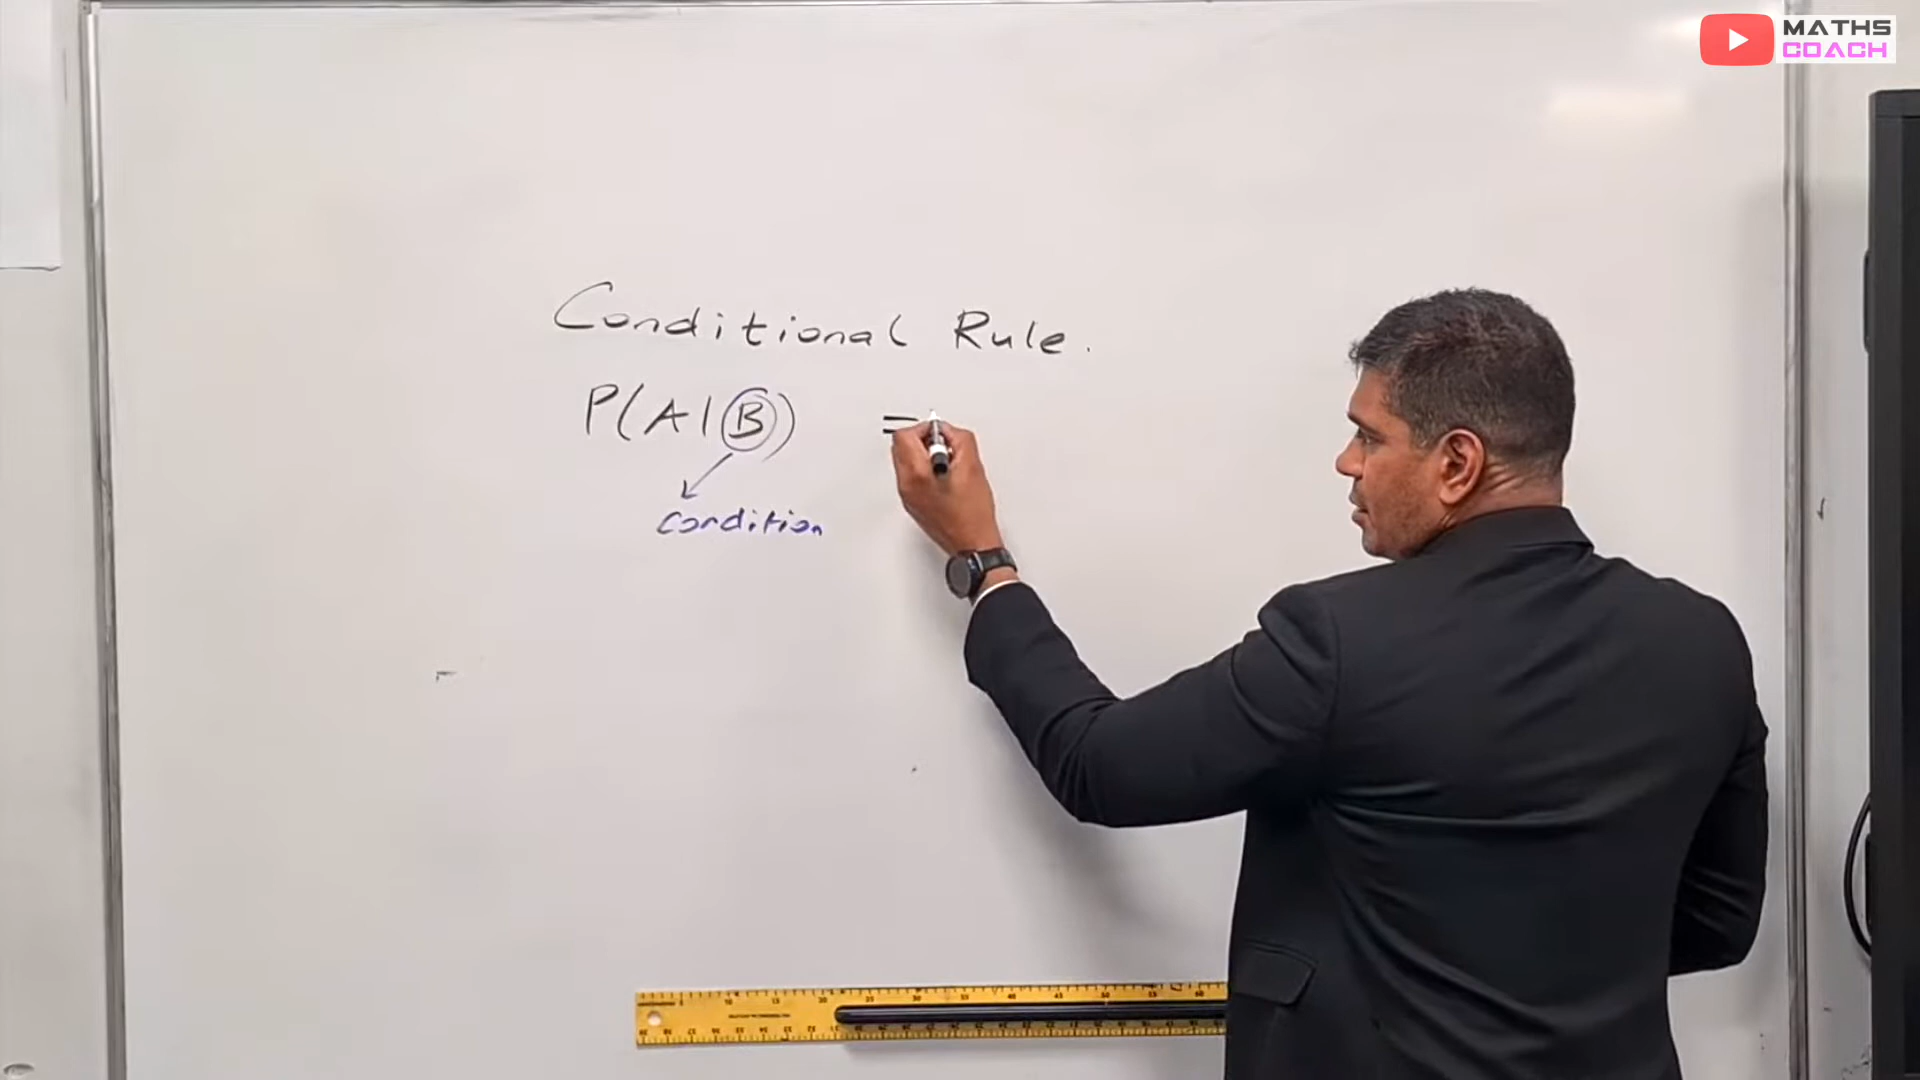 MATHS
COACH
Conditional Rule.
P(A|B) =
condition